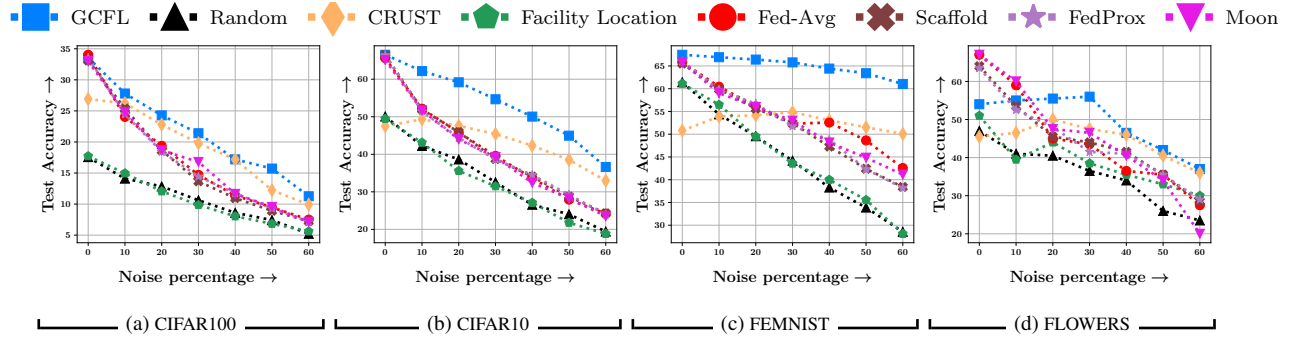 GCFL Random CRUST Facility Location Fed-Avg Scaffold FedProx Moon
35
30
25
20
15
10
5
0 10 20 30 40 50 60
Test Accuracy →
Noise percentage →
(a) CIFAR100
60
50
40
30
20
0 10 20 30 40 50 60
Test Accuracy →
Noise percentage →
(b) CIFAR10
65
60
55
50
45
40
35
30
0 10 20 30 40 50 60
Test Accuracy →
Noise percentage →
(c) FEMNIST
60
50
40
30
20
0 10 20 30 40 50 60
Test Accuracy →
Noise percentage →
(d) FLOWERS